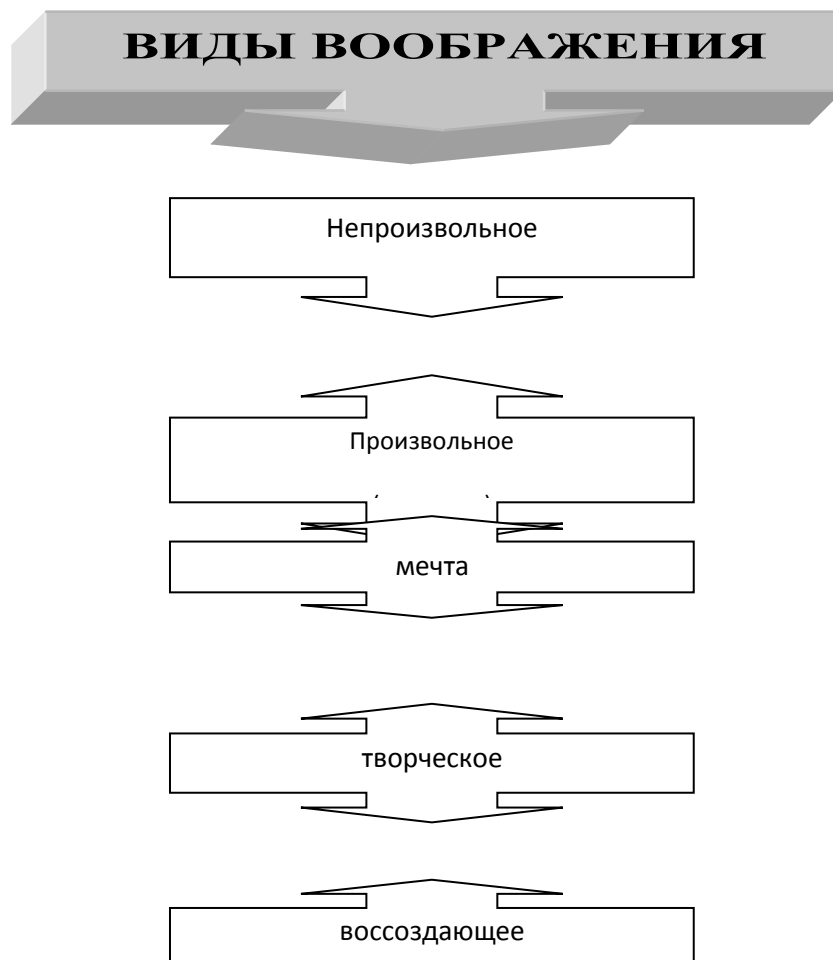 ВИДЫ ВООБРАЖЕНИЯ
Непроизвольное
Произвольное
мечта
творческое
воссоздающее